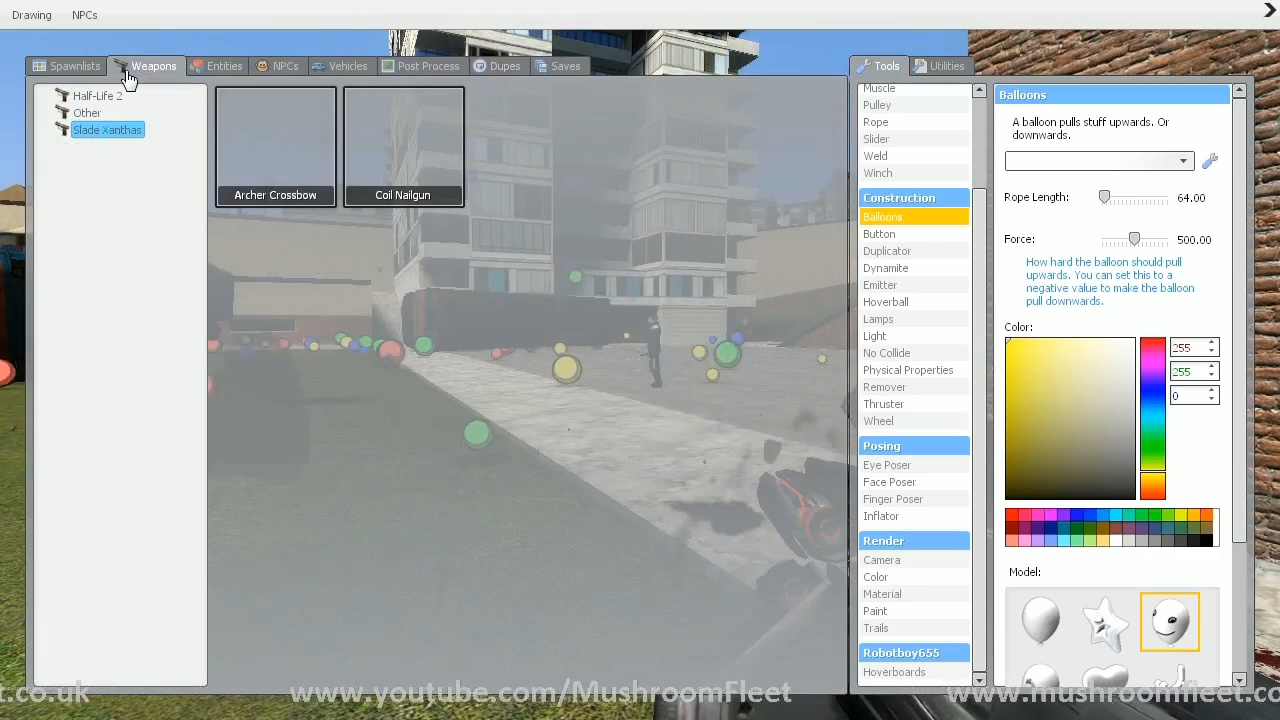 Drawing NPCs
Spawnlists Weapons Entities NPCs Vehicles Post Process Dupes Saves Tools Utilities
Half-Life 2
Other
Slade Xanthas
Archer Crossbow Coil Nailgun
Muscle
Pulley
Rope
Slider
Weld
Winch
Construction
Balloons
Button
Duplicator
Dynamite
Emitter
Hoverball
Lamps
Light
No Collide
Physical Properties
Remover
Thruster
Wheel
Posing
Eye Poser
Face Poser
Finger Poser
Inflator
Render
Camera
Color
Material
Paint
Trails
Robotboy655
Hoverboards
Balloons
A balloon pulls stuff upwards. Or
downwards.
Rope Length: 64.00
Force: 500.00
How hard the balloon should pull
upwards. You can set this to a
negative value to make the balloon
pull downwards.
Color:
255
255
0
Model:
t.co.uk www.youtube.com/MushroomFleet www.mushroomfleet.co